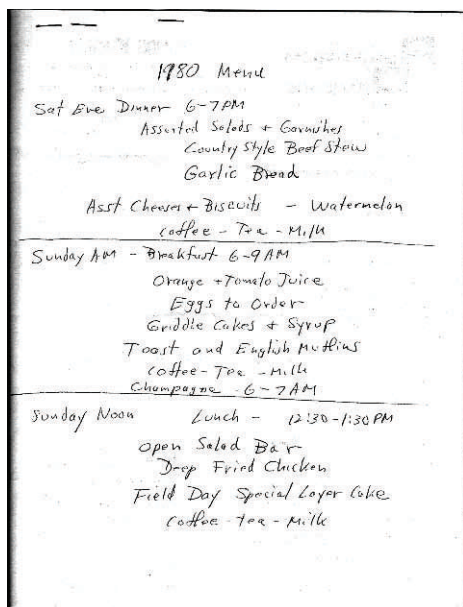 1980 Menu
Sat Eve Dinner 6-7PM
Assorted Salads + Garnishes
Country Style Beef Stew
Garlic Bread
Asst Cheeses + Biscuits - Watermelon
Coffee - Tea - Milk
Sunday AM - Breakfast 6-9 AM
Orange + Tomato Juice
Eggs to Order
Griddle Cakes + Syrup
Toast and English Muffins
Coffee - Tea - Milk
Champagne - 6-7AM
Sunday Noon Lunch - 12:30-1:30PM
Open Salad Bar
Deep Fried Chicken
Field Day Special Layer Cake
Coffee - tea - Milk